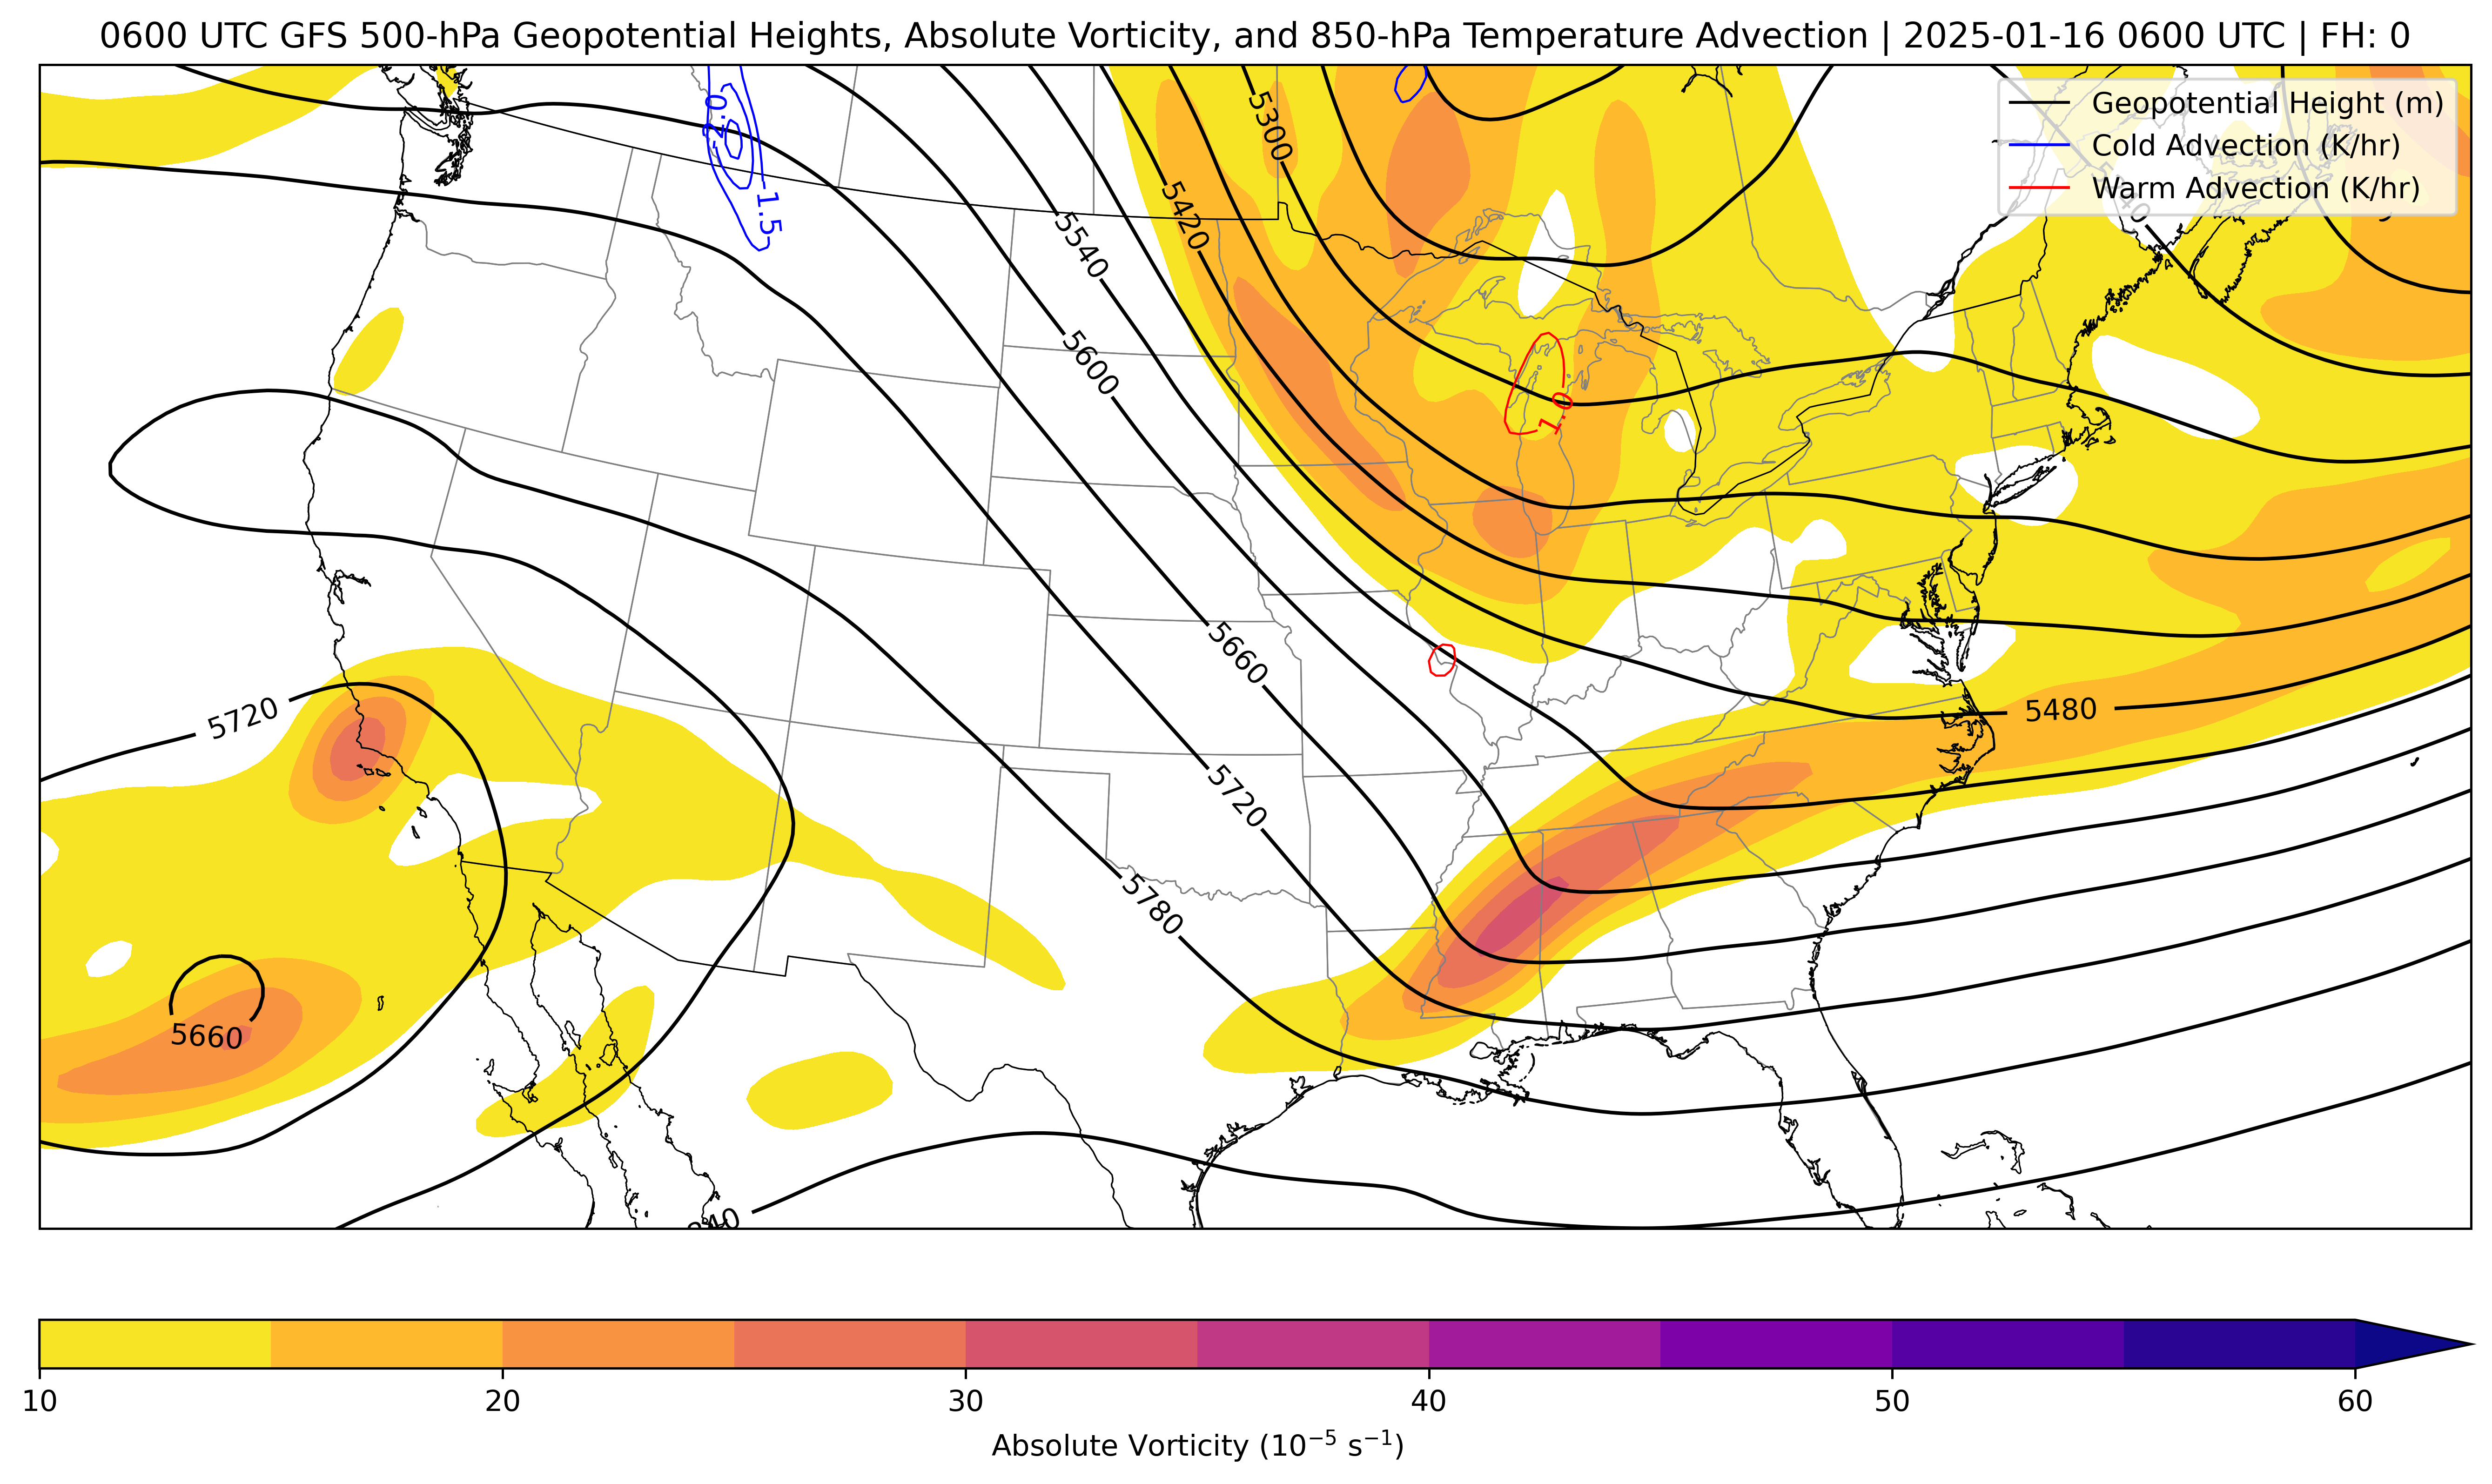 0600 UTC GFS 500-hPa Geopotential Heights, Absolute Vorticity, and 850-hPa Temperature Advection | 2025-01-16 0600 UTC | FH: 0
Geopotential Height (m)
Cold Advection (K/hr)
Warm Advection (K/hr)
-2.0
-1.5
5300
5420
5540
5600
1.0
5660
5480
5720
5720
5780
5660
10 20 30 40 50 60
Absolute Vorticity (10⁻⁵ s⁻¹)